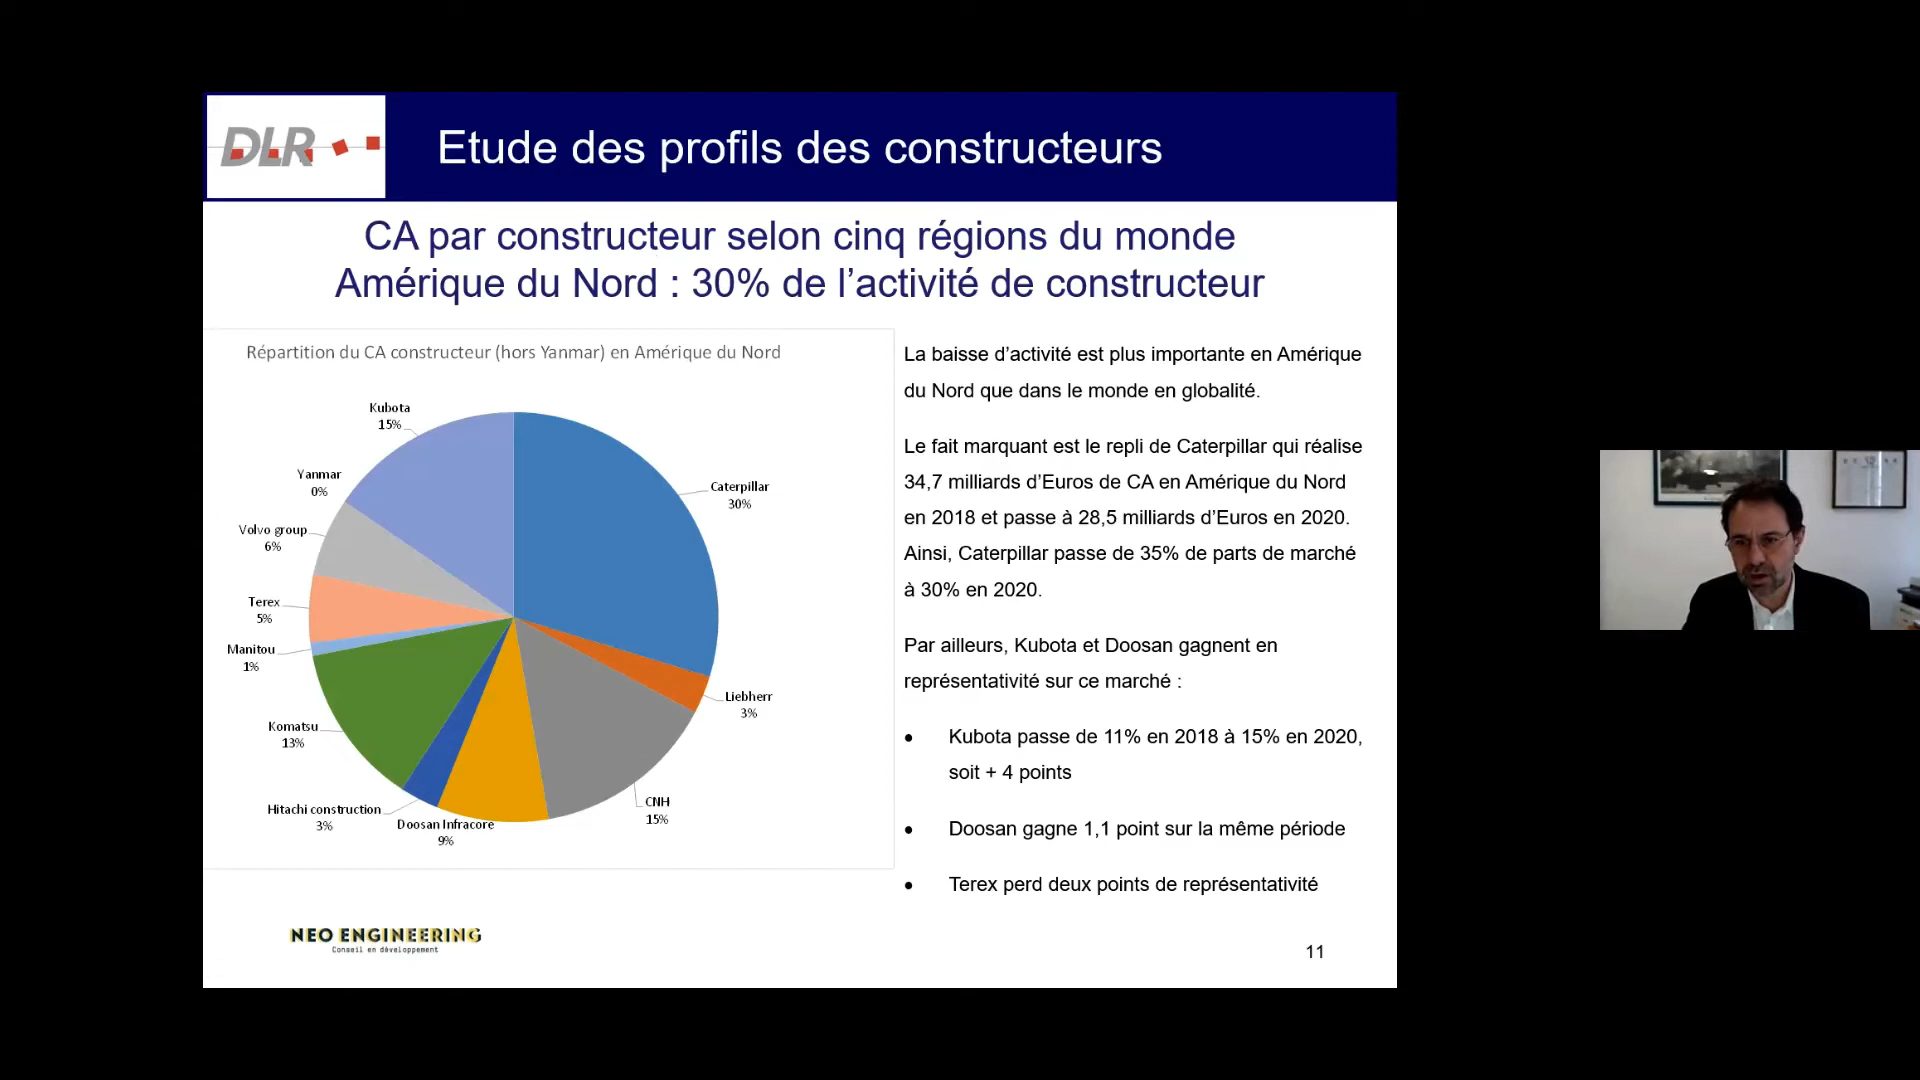 DLR
Etude des profils des constructeurs
CA par constructeur selon cinq régions du monde
Amérique du Nord : 30% de l’activité de constructeur
Répartition du CA constructeur (hors Yanmar) en Amérique du Nord
Kubota
15%
Yanmar
0%
Volvo group
6%
Terex
5%
Manitou
1%
Komatsu
13%
Hitachi construction
3%
Doosan Infracore
9%
CNH
15%
Liebherr
3%
Caterpillar
30%
La baisse d’activité est plus importante en Amérique
du Nord que dans le monde en globalité.
Le fait marquant est le repli de Caterpillar qui réalise
34,7 milliards d’Euros de CA en Amérique du Nord
en 2018 et passe à 28,5 milliards d’Euros en 2020.
Ainsi, Caterpillar passe de 35% de parts de marché
à 30% en 2020.
Par ailleurs, Kubota et Doosan gagnent en
représentativité sur ce marché :
• Kubota passe de 11% en 2018 à 15% en 2020,
soit + 4 points
• Doosan gagne 1,1 point sur la même période
• Terex perd deux points de représentativité
NEO ENGINEERING
Conseil en développement
11